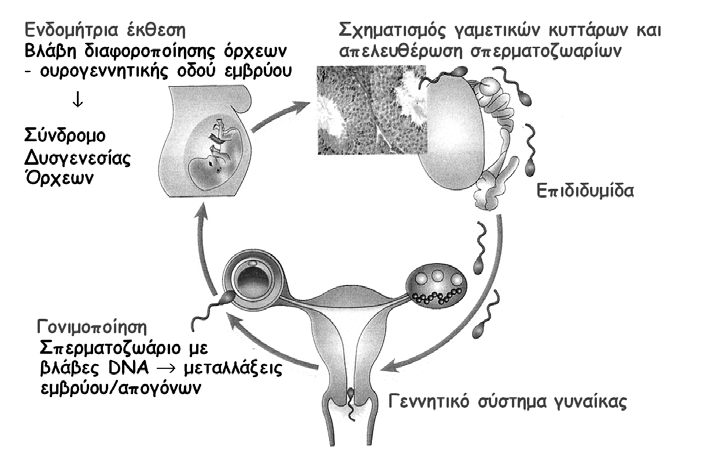 Ενδομήτρια έκθεση
Βλάβη διαφοροποίησης όρχεων
- ουρογεννητικής οδού εμβρύου
↓
Σύνδρομο
Δυσγενεσίας
Όρχεων
Σχηματισμός γαμετικών κυττάρων και
απελευθέρωση σπερματοζωαρίων
Επιδιδυμίδα
Γονιμοποίηση
Σπερματοζωάριο με
βλάβες DNA → μεταλλάξεις
εμβρύου/απογόνων
Γεννητικό σύστημα γυναίκας